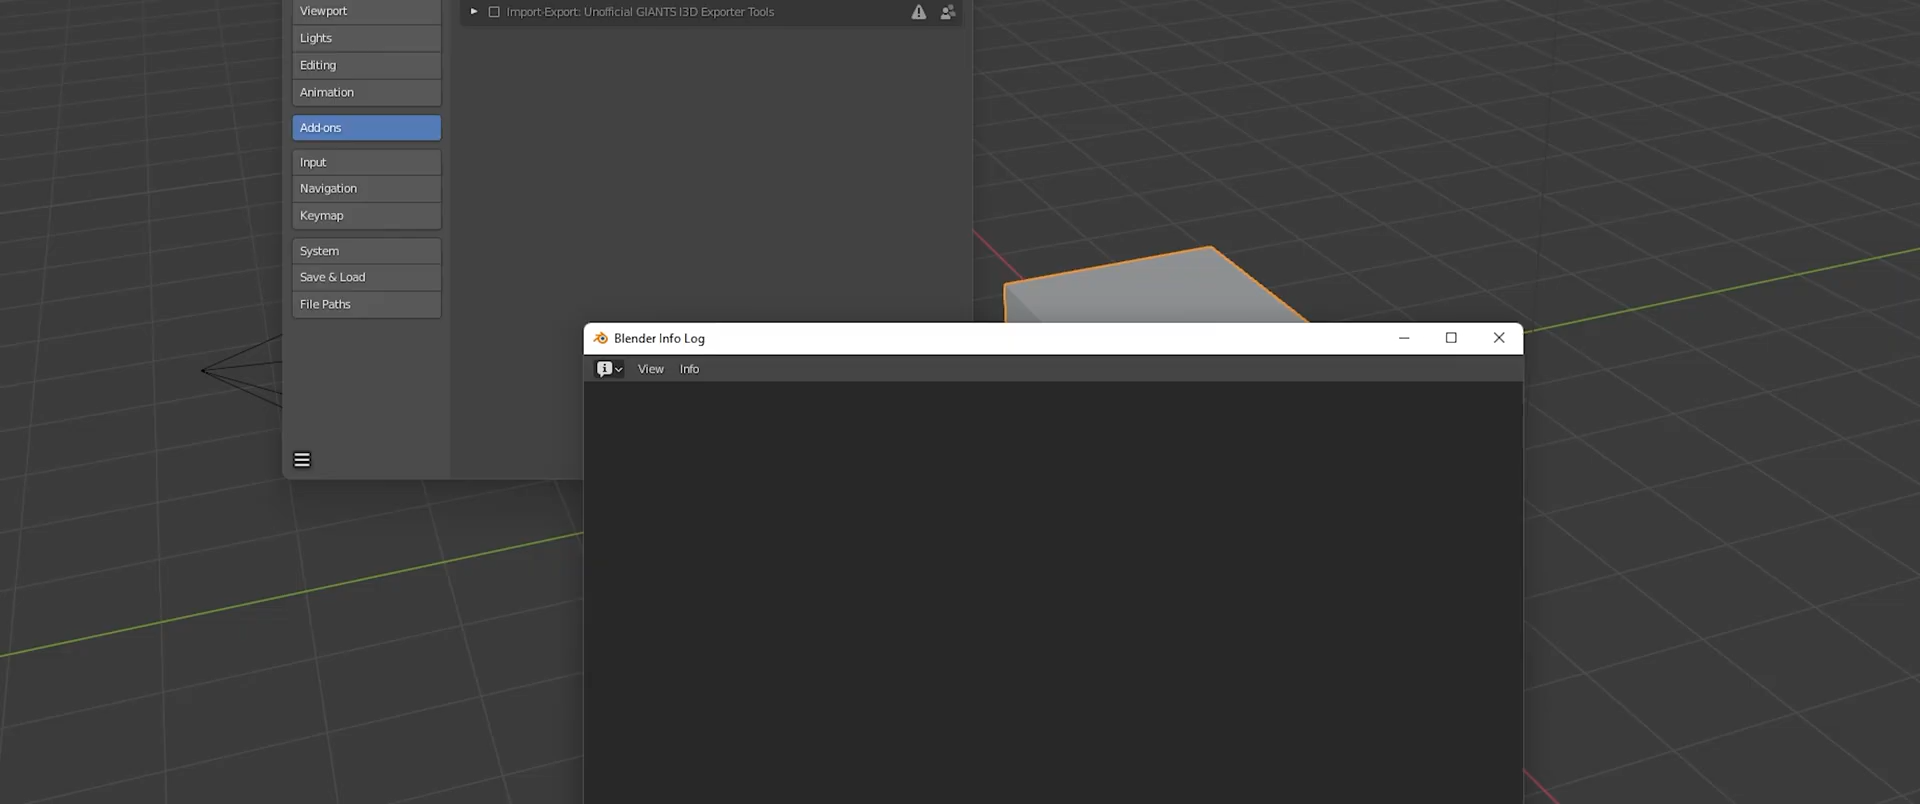 Viewport
Import-Export: Unofficial GIANTS I3D Exporter Tools
Lights
Editing
Animation
Add-ons
Input
Navigation
Keymap
System
Save & Load
File Paths
Blender Info Log
View Info